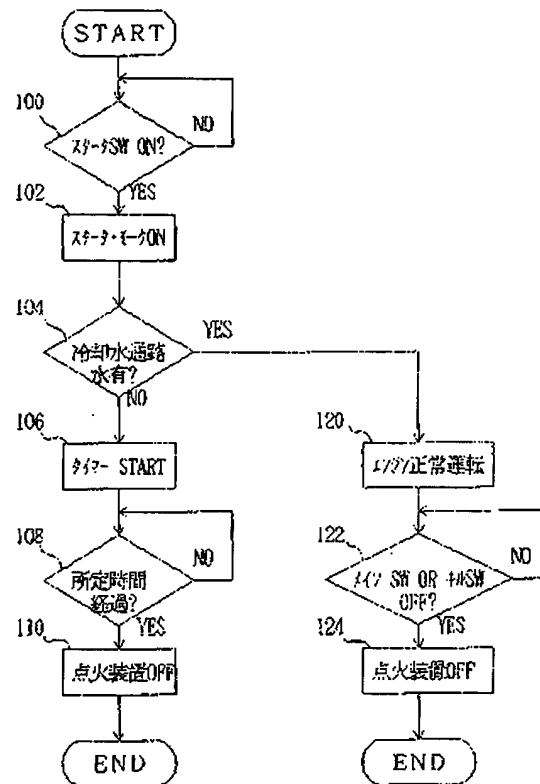 START
100
スタータSW ON?
NO
YES
102
スタータ・モータON
104
冷却水通路
水有?
YES
NO
106
タイマー START
108
所定時間
経過?
NO
YES
110
点火装置OFF
END
120
エンジン正常運転
122
メイン SW OR キルSW
OFF?
NO
YES
124
点火装置OFF
END